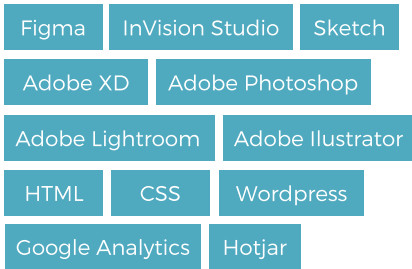 Figma InVision Studio Sketch
Adobe XD Adobe Photoshop
Adobe Lightroom Adobe Ilustrator
HTML CSS Wordpress
Google Analytics Hotjar